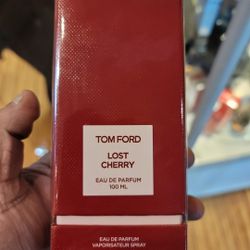 TOM FORD
LOST
CHERRY
EAU DE PARFUM
100 ML
EAU DE PARFUM
VAPORISATEUR SPRAY